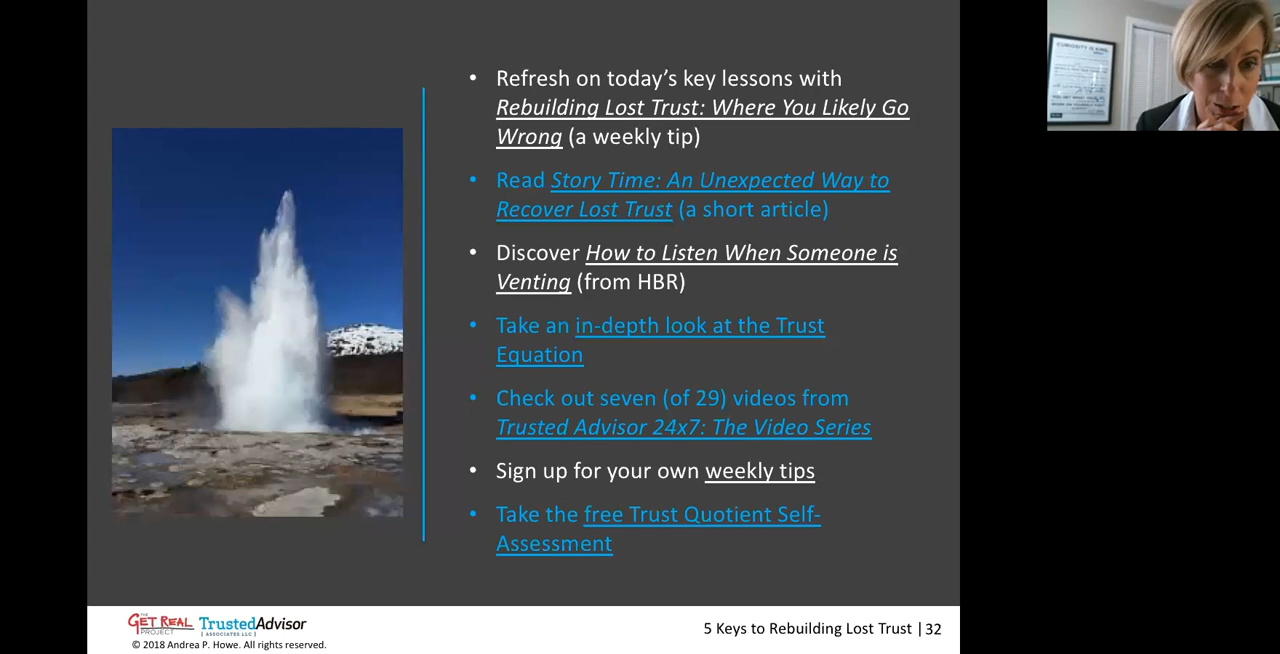 • Refresh on today's key lessons with
Rebuilding Lost Trust: Where You Likely Go
Wrong (a weekly tip)
• Read Story Time: An Unexpected Way to
Recover Lost Trust (a short article)
• Discover How to Listen When Someone is
Venting (from HBR)
• Take an in-depth look at the Trust
Equation
• Check out seven (of 29) videos from
Trusted Advisor 24x7: The Video Series
• Sign up for your own weekly tips
• Take the free Trust Quotient Self-
Assessment
THE
GET REAL
PROJECT
TrustedAdvisor
ASSOCIATES LLC
© 2018 Andrea P. Howe. All rights reserved.
5 Keys to Rebuilding Lost Trust | 32
CURIOSITY IS KING.